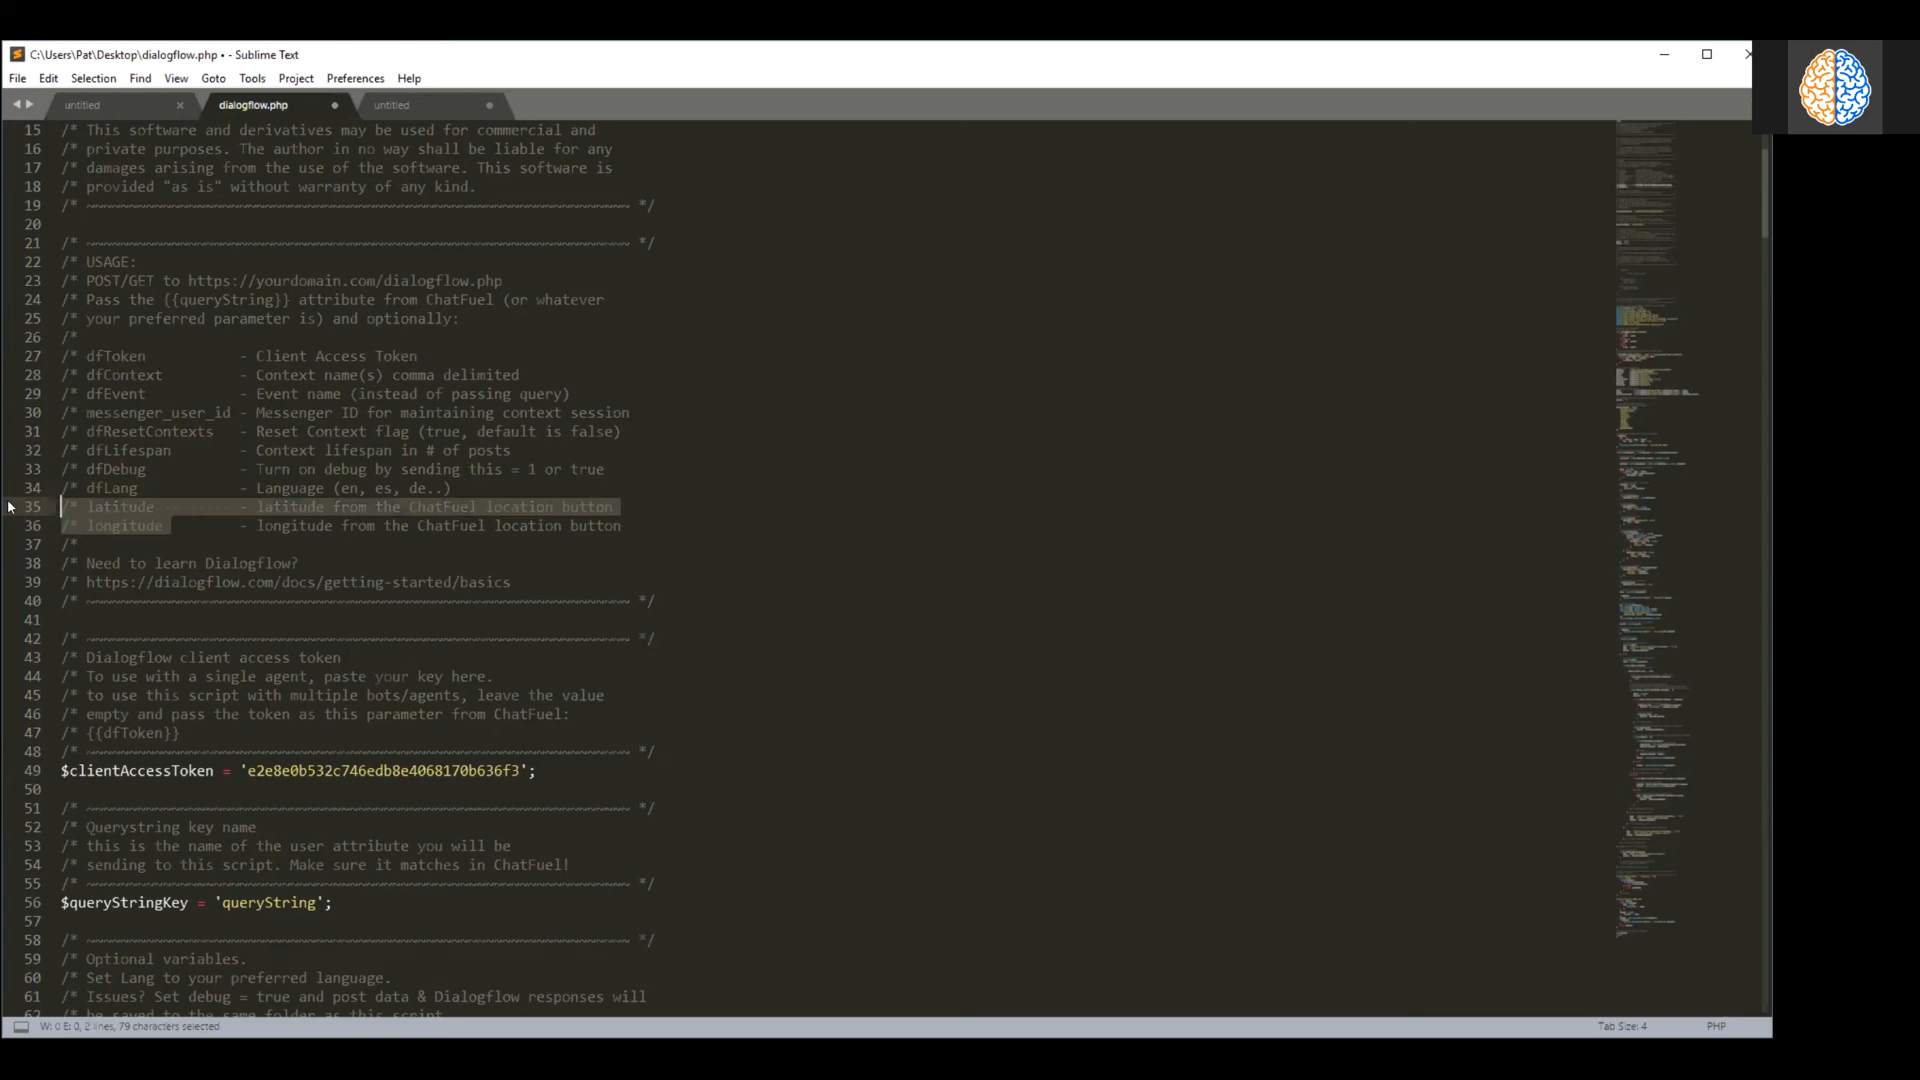 C:\Users\Pat\Desktop\dialogflow.php • - Sublime Text
File Edit Selection Find View Goto Tools Project Preferences Help
untitled dialogflow.php untitled
15 /* This software and derivatives may be used for commercial and
16 /* private purposes. The author in no way shall be liable for any
17 /* damages arising from the use of the software. This software is
18 /* provided "as is" without warranty of any kind.
19 /* ~~~~~~~~~~~~~~~~~~~~~~~~~~~~~~~~~~~~~~~~~~~~~~~~~~~~~~~~~~~~~~~~ */
20
21 /* ~~~~~~~~~~~~~~~~~~~~~~~~~~~~~~~~~~~~~~~~~~~~~~~~~~~~~~~~~~~~~~~~ */
22 /* USAGE:
23 /* POST/GET to https://yourdomain.com/dialogflow.php
24 /* Pass the {{queryString}} attribute from ChatFuel (or whatever
25 /* your preferred parameter is) and optionally:
26 /*
27 /* dfToken - Client Access Token
28 /* dfContext - Context name(s) comma delimited
29 /* dfEvent - Event name (instead of passing query)
30 /* messenger_user_id - Messenger ID for maintaining context session
31 /* dfResetContexts - Reset Context flag (true, default is false)
32 /* dfLifespan - Context lifespan in # of posts
33 /* dfDebug - Turn on debug by sending this = 1 or true
34 /* dfLang - Language (en, es, de..)
35 /* latitude - latitude from the ChatFuel location button
36 /* longitude - longitude from the ChatFuel location button
37 /*
38 /* Need to learn Dialogflow?
39 /* https://dialogflow.com/docs/getting-started/basics
40 /* ~~~~~~~~~~~~~~~~~~~~~~~~~~~~~~~~~~~~~~~~~~~~~~~~~~~~~~~~~~~~~~~~ */
41
42 /* ~~~~~~~~~~~~~~~~~~~~~~~~~~~~~~~~~~~~~~~~~~~~~~~~~~~~~~~~~~~~~~~~ */
43 /* Dialogflow client access token
44 /* To use with a single agent, paste your key here.
45 /* to use this script with multiple bots/agents, leave the value
46 /* empty and pass the token as this parameter from ChatFuel:
47 /* {{dfToken}}
48 /* ~~~~~~~~~~~~~~~~~~~~~~~~~~~~~~~~~~~~~~~~~~~~~~~~~~~~~~~~~~~~~~~~ */
49 $clientAccessToken = 'e2e8e0b532c746edb8e4068170b636f3';
50
51 /* ~~~~~~~~~~~~~~~~~~~~~~~~~~~~~~~~~~~~~~~~~~~~~~~~~~~~~~~~~~~~~~~~ */
52 /* Querystring key name
53 /* this is the name of the user attribute you will be
54 /* sending to this script. Make sure it matches in ChatFuel!
55 /* ~~~~~~~~~~~~~~~~~~~~~~~~~~~~~~~~~~~~~~~~~~~~~~~~~~~~~~~~~~~~~~~~ */
56 $queryStringKey = 'queryString';
57
58 /* ~~~~~~~~~~~~~~~~~~~~~~~~~~~~~~~~~~~~~~~~~~~~~~~~~~~~~~~~~~~~~~~~ */
59 /* Optional variables.
60 /* Set Lang to your preferred language.
61 /* Issues? Set debug = true and post data & Dialogflow responses will
62 /* be saved to the same folder as this script
W: 0 E: 0, 2 lines, 79 characters selected Tab Size: 4 PHP